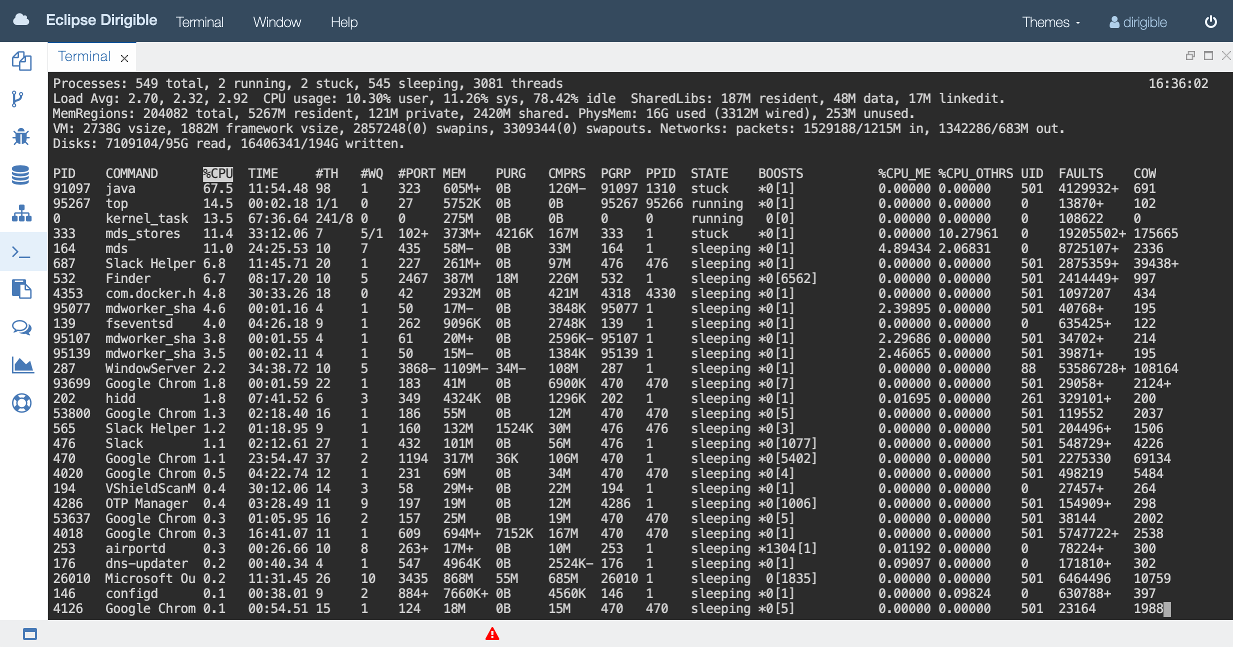 Eclipse Dirigible Terminal Window Help Themes dirigible
Terminal
Processes: 549 total, 2 running, 2 stuck, 545 sleeping, 3081 threads 16:36:02
Load Avg: 2.70, 2.32, 2.92 CPU usage: 10.30% user, 11.26% sys, 78.42% idle SharedLibs: 187M resident, 48M data, 17M linkedit.
MemRegions: 204082 total, 5267M resident, 121M private, 2420M shared. PhysMem: 16G used (3312M wired), 253M unused.
VM: 2738G vsize, 1882M framework vsize, 2857248(0) swapins, 3309344(0) swapouts. Networks: packets: 1529188/1215M in, 1342286/683M out.
Disks: 7109104/95G read, 16406341/194G written.
PID COMMAND %CPU TIME #TH #WQ #PORT MEM PURG CMPRS PGRP PPID STATE BOOSTS %CPU_ME %CPU_OTHRS UID FAULTS COW
91097 java 67.5 11:54.48 98 1 323 605M+ 0B 126M- 91097 1310 stuck *0[1] 0.00000 0.00000 501 4129932+ 691
95267 top 14.5 00:02.18 1/1 0 27 5752K 0B 0B 95267 95266 running *0[1] 0.00000 0.00000 0 13870+ 102
0 kernel_task 13.5 67:36.64 241/8 0 0 275M 0B 0B 0 0 running 0[0] 0.00000 0.00000 0 108622 0
333 mds_stores 11.4 33:12.06 7 5/1 102+ 373M+ 4216K 167M 333 1 stuck *0[1] 0.00000 10.27961 0 19205502+ 175665
164 mds 11.0 24:25.53 10 7 435 58M- 0B 33M 164 1 sleeping *0[1] 4.89434 2.06831 0 8725107+ 2336
687 Slack Helper 6.8 11:45.71 20 1 227 261M+ 0B 97M 476 476 sleeping *0[1] 0.00000 0.00000 501 2875359+ 39438+
532 Finder 6.7 08:17.20 10 5 2467 387M 18M 226M 532 1 sleeping *0[6562] 0.00000 0.00000 501 2414449+ 997
4353 com.docker.h 4.8 30:33.26 18 0 42 2932M 0B 421M 4318 4330 sleeping *0[1] 0.00000 0.00000 501 1097207 434
95077 mdworker_sha 4.6 00:01.16 4 1 50 17M- 0B 3848K 95077 1 sleeping *0[1] 2.39895 0.00000 501 40768+ 195
139 fseventsd 4.0 04:26.18 9 1 262 9096K 0B 2748K 139 1 sleeping *0[1] 0.00000 0.00000 0 635425+ 122
95107 mdworker_sha 3.8 00:01.55 4 1 61 20M+ 0B 2596K- 95107 1 sleeping *0[1] 2.29686 0.00000 501 34702+ 214
95139 mdworker_sha 3.5 00:02.11 4 1 50 15M- 0B 1384K 95139 1 sleeping *0[1] 2.46065 0.00000 501 39871+ 195
287 WindowServer 2.2 34:38.72 10 5 3868- 1109M- 34M- 108M 287 1 sleeping *0[1] 0.00000 0.00000 88 53586728+ 108164
93699 Google Chrom 1.8 00:01.59 22 1 183 41M 0B 6900K 470 470 sleeping *0[7] 0.00000 0.00000 501 29058+ 2124+
202 hidd 1.8 07:41.52 6 3 349 4324K 0B 1296K 202 1 sleeping *0[1] 0.01695 0.00000 261 329101+ 200
53800 Google Chrom 1.3 02:18.40 16 1 186 55M 0B 12M 470 470 sleeping *0[5] 0.00000 0.00000 501 119552 2037
565 Slack Helper 1.2 01:18.95 9 1 160 132M 1524K 30M 476 476 sleeping *0[3] 0.00000 0.00000 501 204496+ 1506
476 Slack 1.1 02:12.61 27 1 432 101M 0B 56M 476 1 sleeping *0[1077] 0.00000 0.00000 501 548729+ 4226
470 Google Chrom 1.1 23:54.47 37 2 1194 317M 36K 106M 470 1 sleeping *0[5402] 0.00000 0.00000 501 2275330 69134
4020 Google Chrom 0.5 04:22.74 12 1 231 69M 0B 34M 470 470 sleeping *0[4] 0.00000 0.00000 501 498219 5484
194 VShieldScanM 0.4 30:12.06 14 3 58 29M+ 0B 22M 194 1 sleeping *0[1] 0.00000 0.00000 0 27457+ 264
4286 OTP Manager 0.4 03:28.49 11 9 197 19M 0B 12M 4286 1 sleeping *0[1006] 0.00000 0.00000 501 154909+ 298
53637 Google Chrom 0.3 01:05.95 16 2 157 25M 0B 19M 470 470 sleeping *0[5] 0.00000 0.00000 501 38144 2002
4018 Google Chrom 0.3 16:41.07 11 1 609 694M+ 7152K 167M 470 470 sleeping *0[1] 0.00000 0.00000 501 5747722+ 2538
253 airportd 0.3 00:26.66 10 8 263+ 17M+ 0B 10M 253 1 sleeping *1304[1] 0.01192 0.00000 0 78224+ 300
176 dns-updater 0.2 00:40.34 4 1 547 4964K 0B 2524K- 176 1 sleeping *0[1] 0.09097 0.00000 0 171810+ 302
26010 Microsoft Ou 0.2 11:31.45 26 10 3435 868M 55M 685M 26010 1 sleeping 0[1835] 0.00000 0.00000 501 6464496 10759
146 configd 0.1 00:38.01 9 2 884+ 7660K+ 0B 4560K 146 1 sleeping *0[1] 0.00000 0.09824 0 630788+ 397
4126 Google Chrom 0.1 00:54.51 15 1 124 18M 0B 15M 470 470 sleeping *0[5] 0.00000 0.00000 501 23164 1988